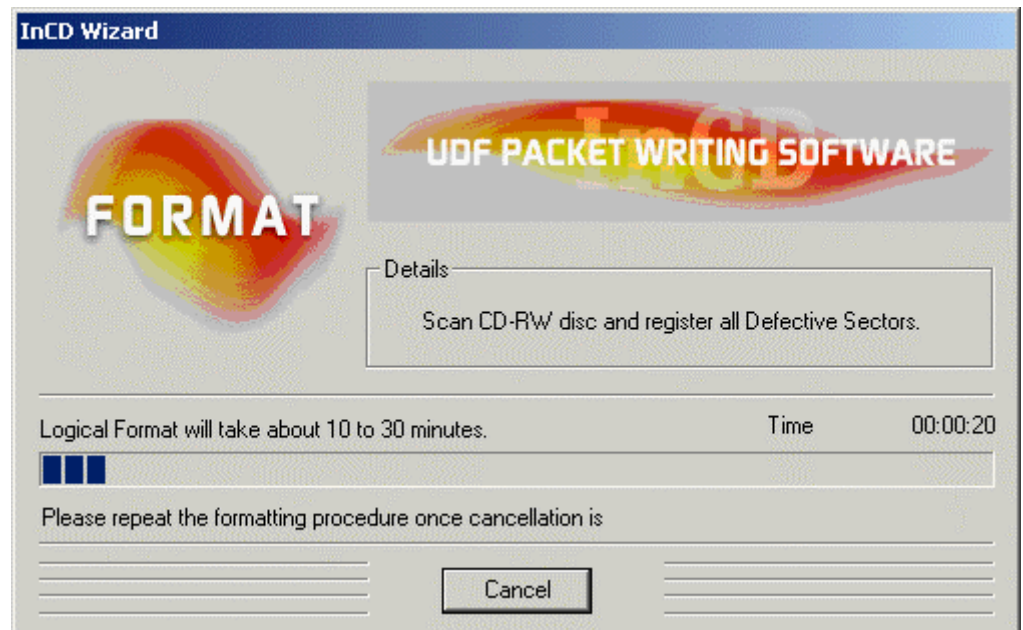 InCD Wizard
InCD
UDF PACKET WRITING SOFTWARE
FORMAT
Details
Scan CD-RW disc and register all Defective Sectors.
Logical Format will take about 10 to 30 minutes. Time 00:00:20
Please repeat the formatting procedure once cancellation is
Cancel